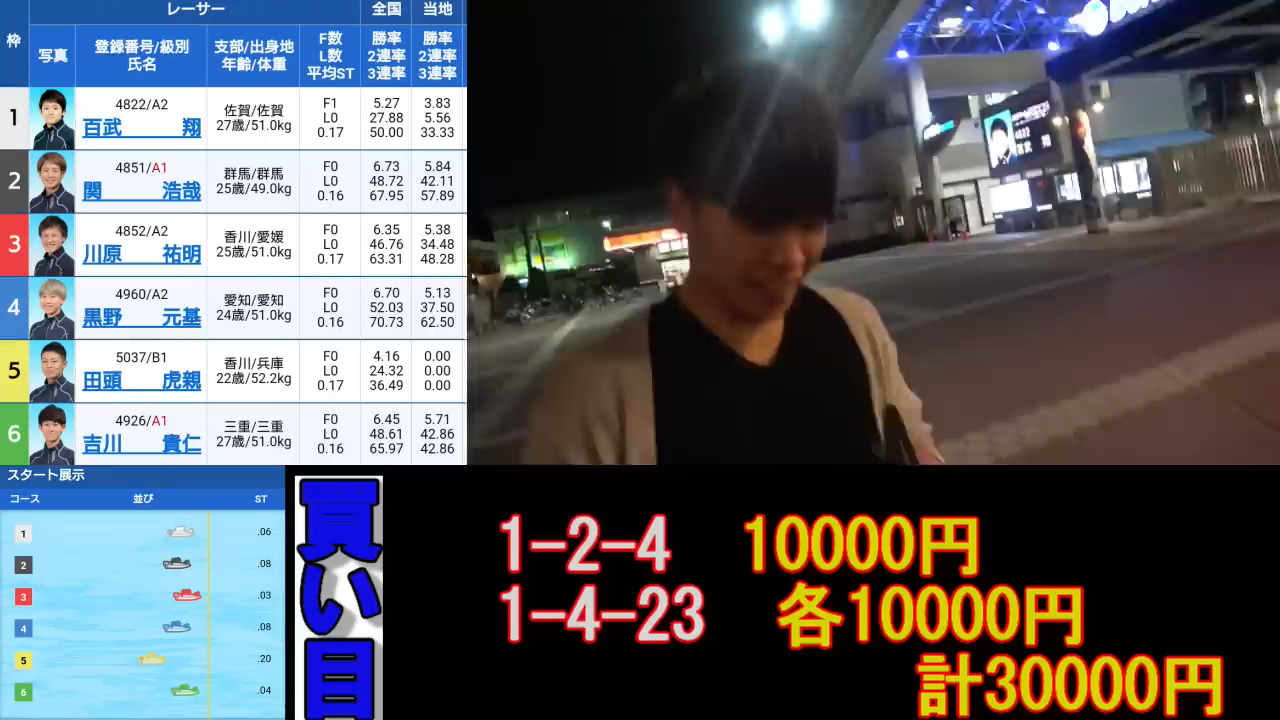 レーサー 全国 当地
枠 写真 登録番号/級別 氏名 支部/出身地 年齢/体重 F数 L数 平均ST 勝率 2連率 3連率 勝率 2連率 3連率
1 4822/A2 百武 翔 佐賀/佐賀 27歳/51.0kg F1 L0 0.17 5.27 27.88 50.00 3.83 5.56 33.33
2 4851/A1 関 浩哉 群馬/群馬 25歳/49.0kg F0 L0 0.16 6.73 48.72 67.95 5.84 42.11 57.89
3 4852/A2 川原 祐明 香川/愛媛 25歳/51.0kg F0 L0 0.17 6.35 46.76 63.31 5.38 34.48 48.28
4 4960/A2 黒野 元基 愛知/愛知 24歳/51.0kg F0 L0 0.16 6.70 52.03 70.73 5.13 37.50 62.50
5 5037/B1 田頭 虎親 香川/兵庫 22歳/52.2kg F0 L0 0.17 4.16 24.32 36.49 0.00 0.00 0.00
6 4926/A1 吉川 貴仁 三重/三重 27歳/51.0kg F0 L0 0.16 6.45 48.61 65.97 5.71 42.86 42.86
スタート展示
コース 並び ST
1 .06
2 .08
3 .03
4 .08
5 .20
6 .04
買い目
1-2-4 10000円
1-4-23 各10000円
計30000円